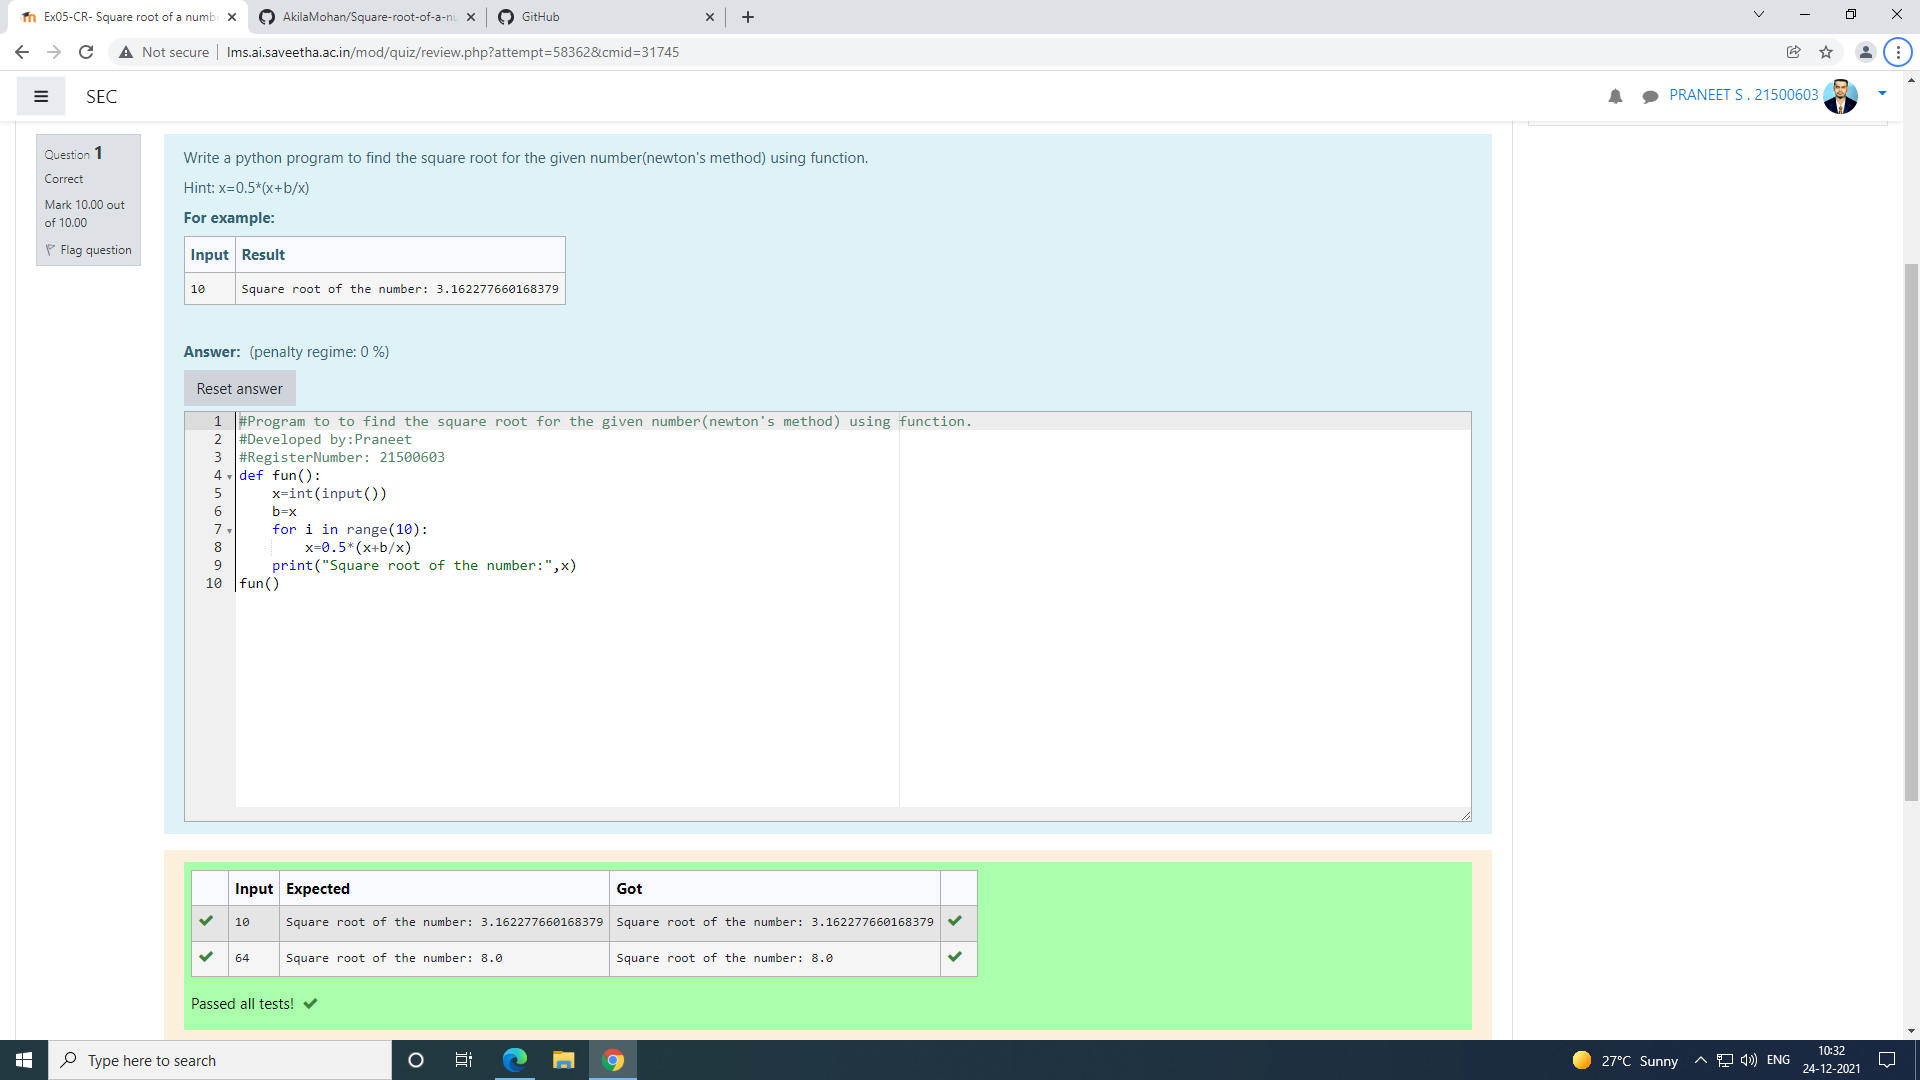 Ex05-CR- Square root of a numb
AkilaMohan/Square-root-of-a-nu
GitHub
Not secure
lms.ai.saveetha.ac.in/mod/quiz/review.php?attempt=58362&cmid=31745
SEC
PRANEET S . 21500603
Question 1
Correct
Mark 10.00 out
of 10.00
Flag question
Write a python program to find the square root for the given number(newton's method) using function.
Hint: x=0.5*(x+b/x)
For example:
Input Result
10 Square root of the number: 3.162277660168379
Answer: (penalty regime: 0 %)
Reset answer
1 #Program to to find the square root for the given number(newton's method) using function.
2 #Developed by:Praneet
3 #RegisterNumber: 21500603
4 def fun():
5 x=int(input())
6 b=x
7 for i in range(10):
8 x=0.5*(x+b/x)
9 print("Square root of the number:",x)
10 fun()
Input Expected Got
10 Square root of the number: 3.162277660168379 Square root of the number: 3.162277660168379
64 Square root of the number: 8.0 Square root of the number: 8.0
Passed all tests!
Type here to search
27°C Sunny
ENG
10:32
24-12-2021